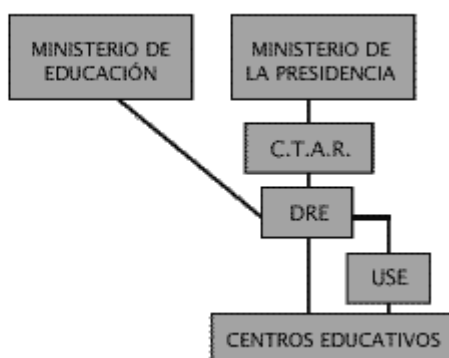 MINISTERIO DE
EDUCACIÓN
MINISTERIO DE
LA PRESIDENCIA
C.T.A.R.
DRE
USE
CENTROS EDUCATIVOS